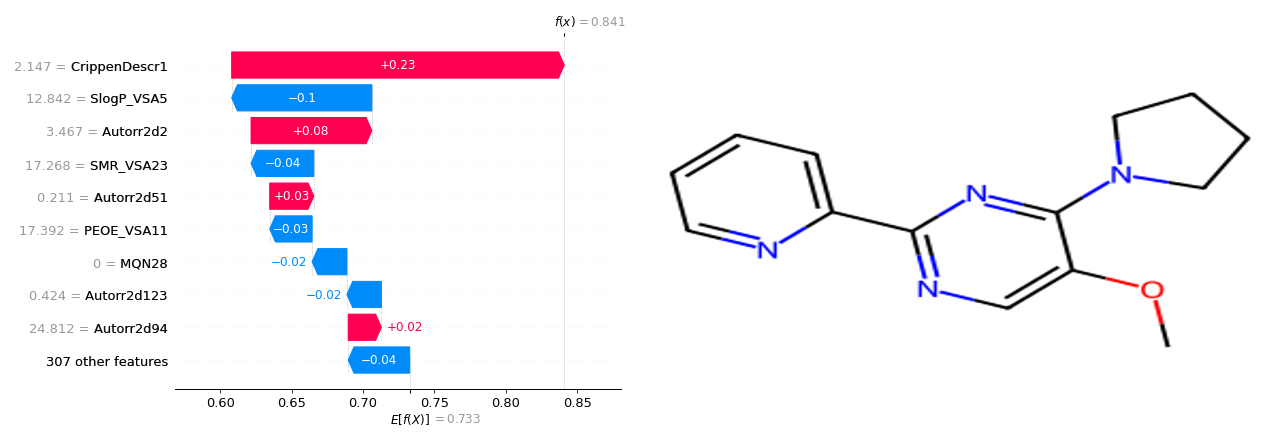 f(x) = 0.841
2.147 = CrippenDescr1
+0.23
12.842 = SlogP_VSA5
−0.1
3.467 = Autorr2d2
+0.08
17.268 = SMR_VSA23
−0.04
0.211 = Autorr2d51
+0.03
17.392 = PEOE_VSA11
−0.03
0 = MQN28
−0.02
0.424 = Autorr2d123
−0.02
24.812 = Autorr2d94
+0.02
307 other features
−0.04
0.60 0.65 0.70 0.75 0.80 0.85
E[f(X)] = 0.733
N
N
N
N
O